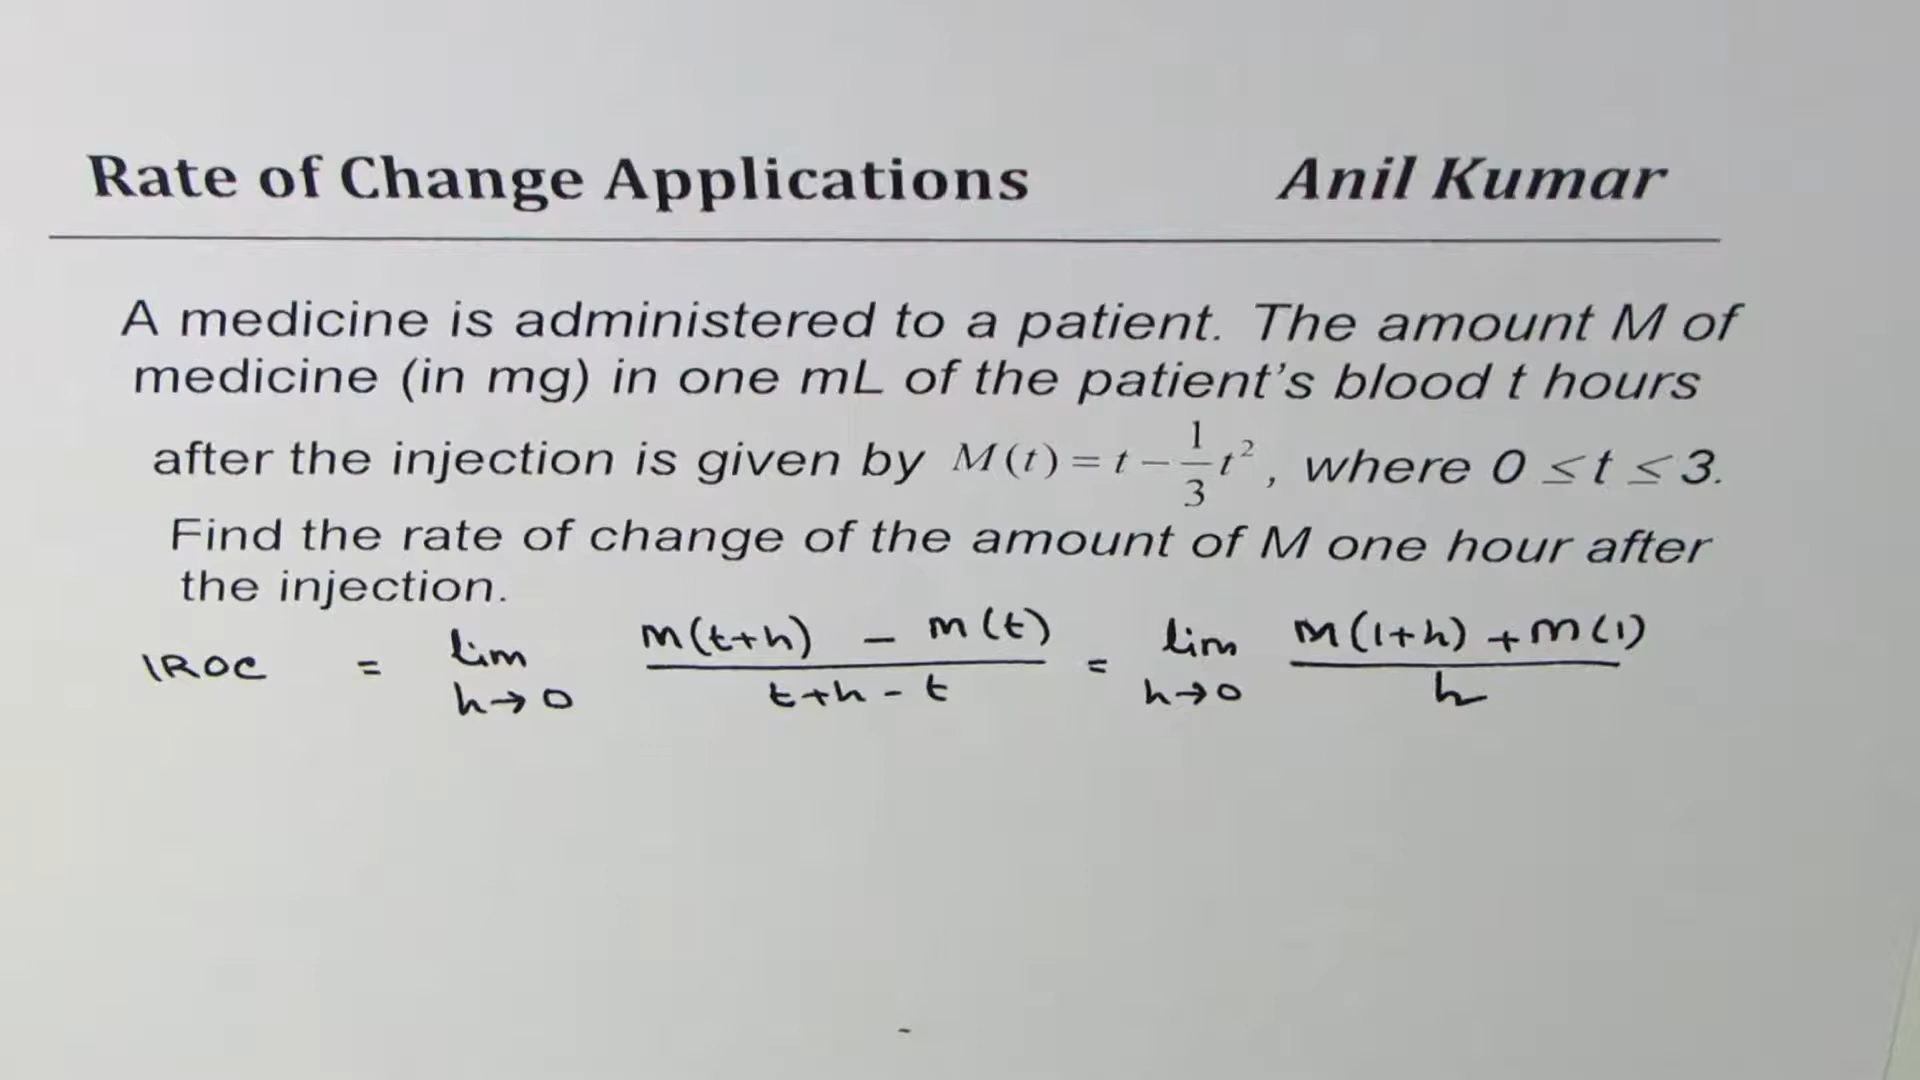 Rate of Change Applications Anil Kumar
A medicine is administered to a patient. The amount M of
medicine (in mg) in one mL of the patient's blood t hours
after the injection is given by M(t) = t − 1/3 t², where 0 ≤ t ≤ 3.
Find the rate of change of the amount of M one hour after
the injection.
IROC = lim h→0 (m(t+h) − m(t))/(t+h−t) = lim h→0 (m(1+h) + m(1))/h